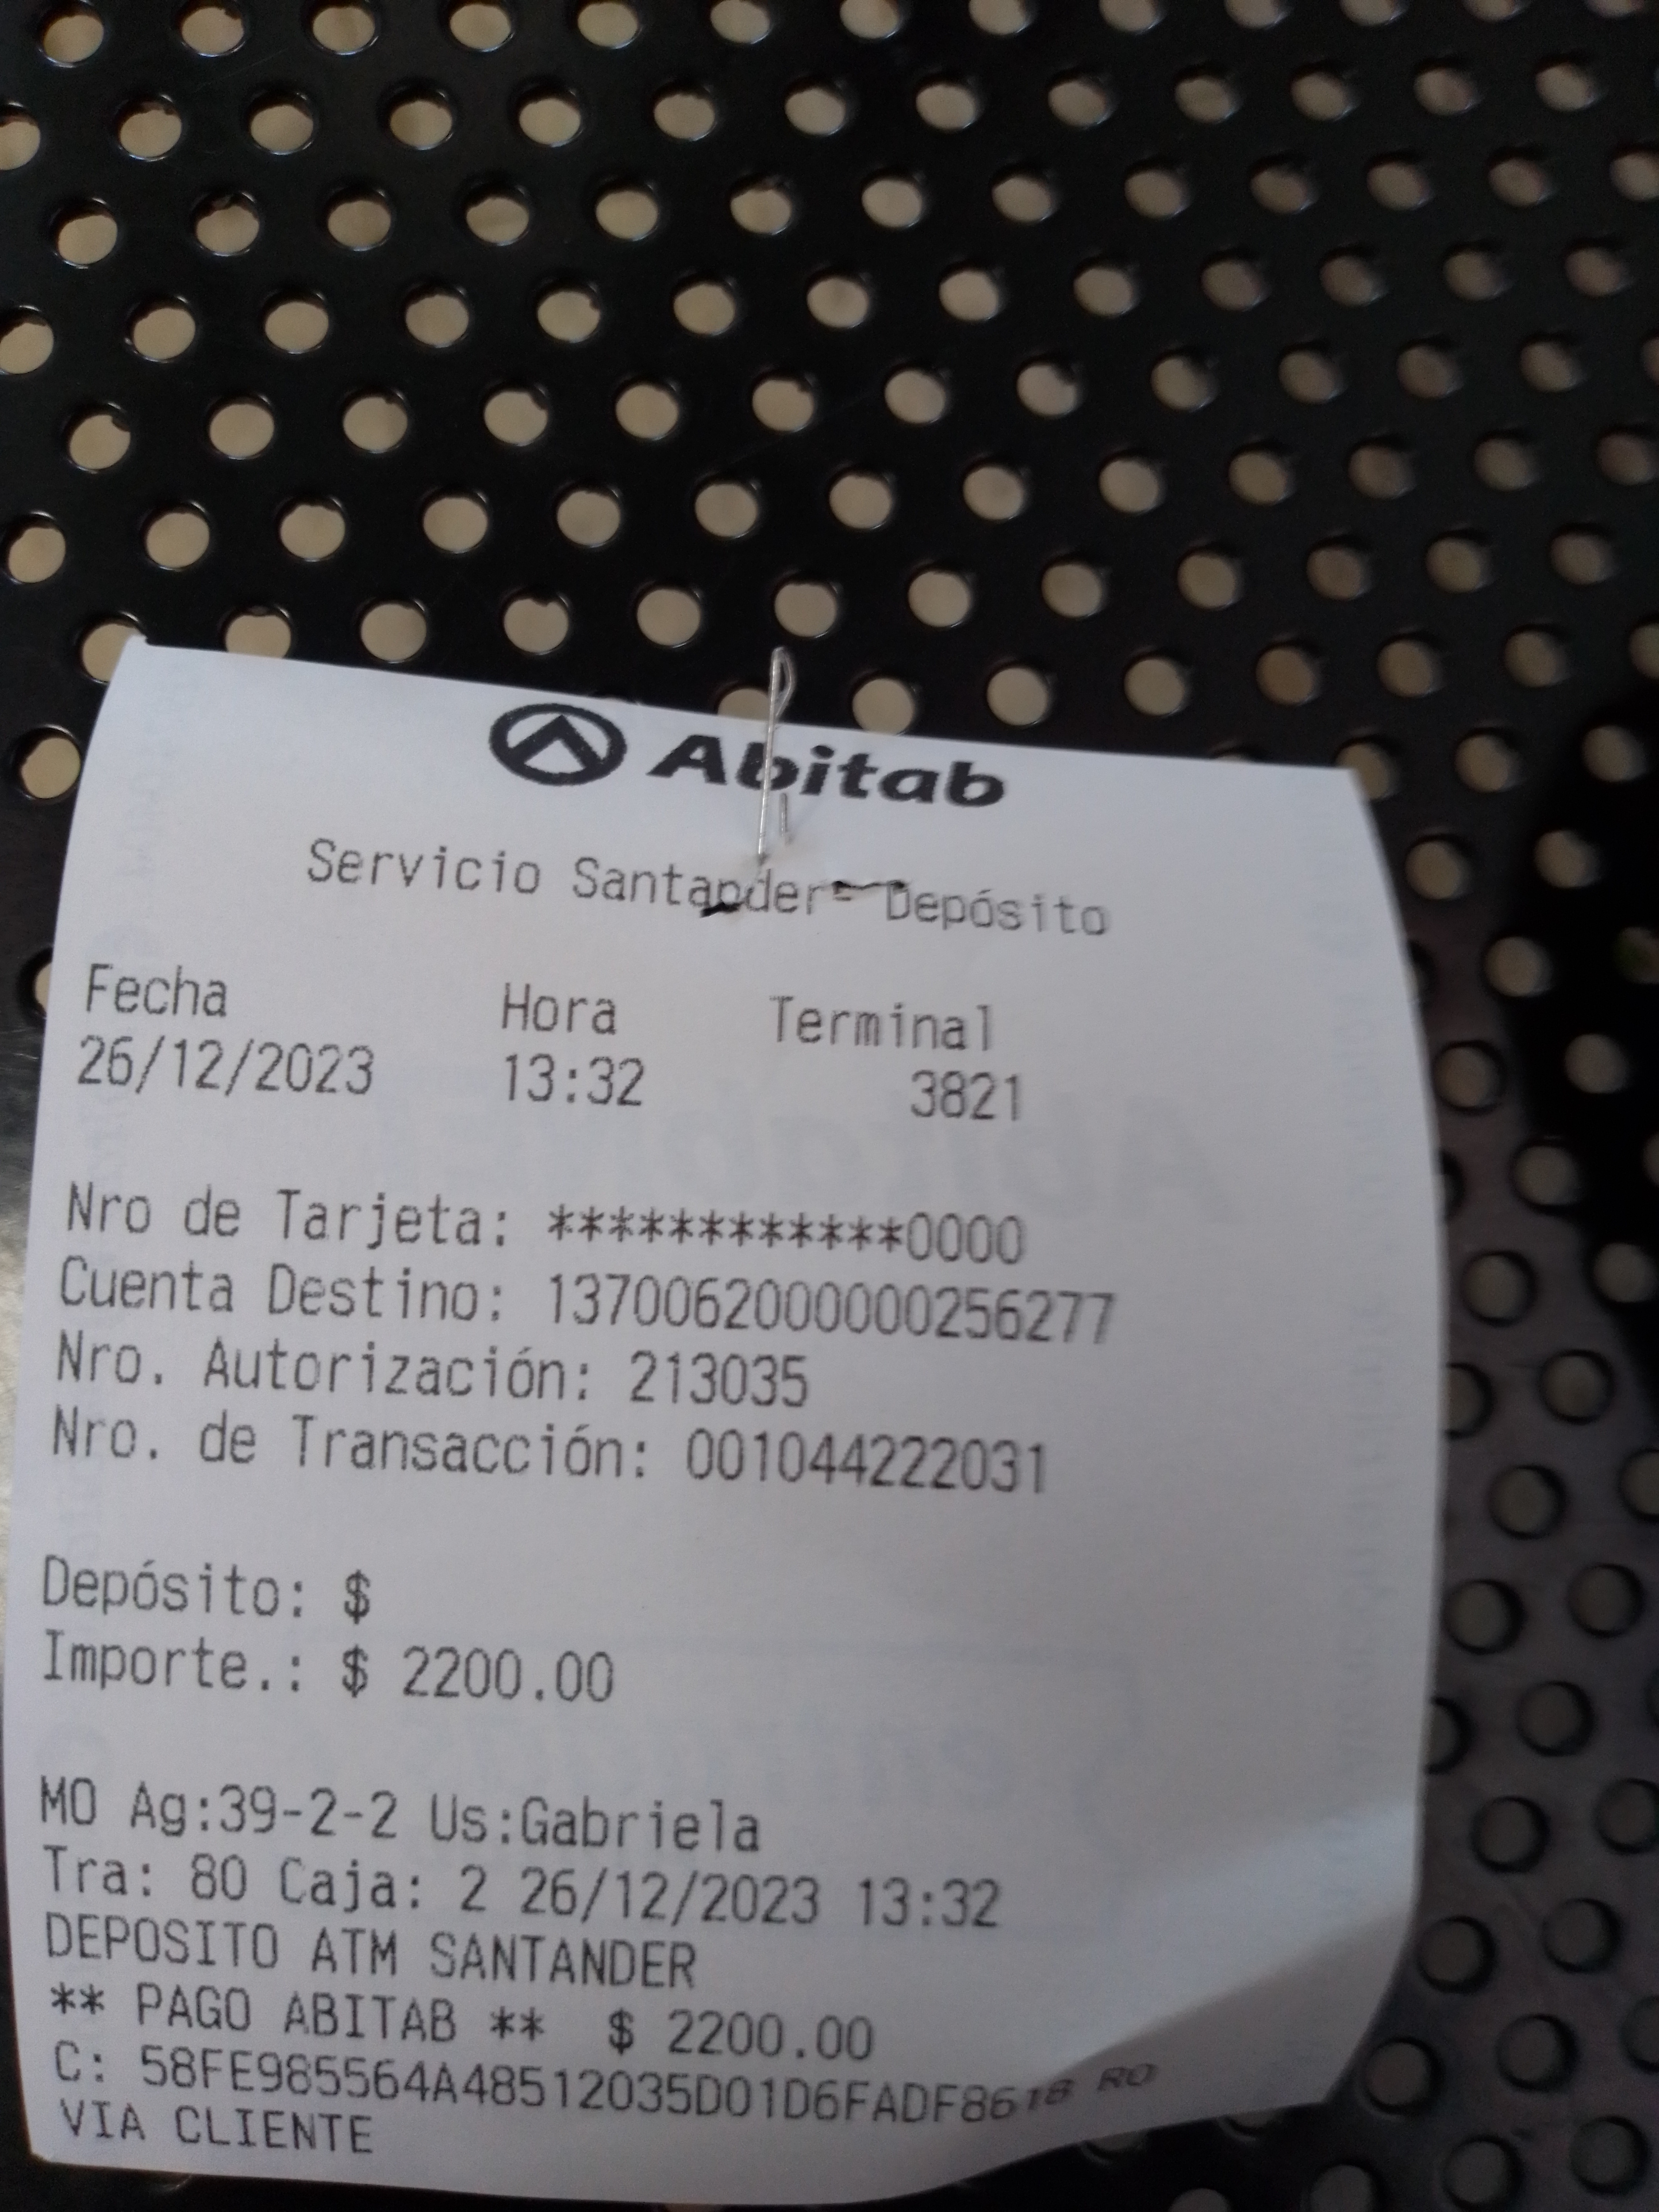 Abitab
Servicio Santander- Depósito
Fecha Hora Terminal
26/12/2023 13:32 3821
Nro de Tarjeta: ************0000
Cuenta Destino: 1370062000000256277
Nro. Autorización: 213035
Nro. de Transacción: 001044222031
Depósito: $
Importe.: $ 2200.00
MO Ag:39-2-2 Us:Gabriela
Tra: 80 Caja: 2 26/12/2023 13:32
DEPOSITO ATM SANTANDER
** PAGO ABITAB ** $ 2200.00
C: 58FE985564A48512035D01D6FADF8618 RO
VIA CLIENTE